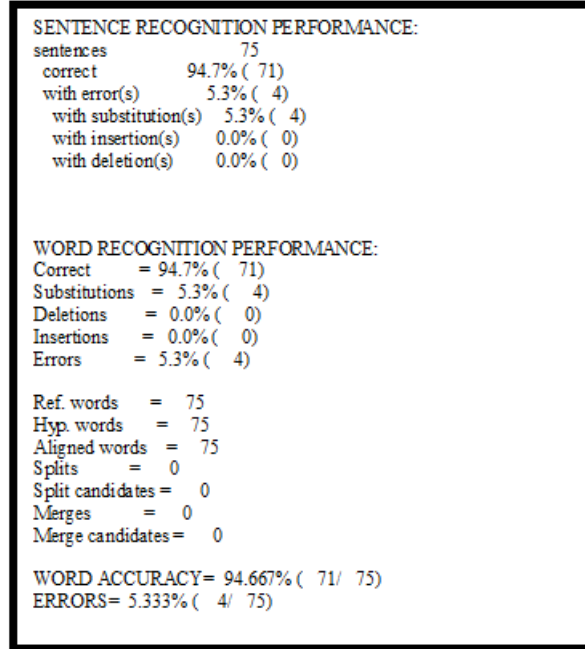 SENTENCE RECOGNITION PERFORMANCE:
sentences 75
correct 94.7% ( 71)
with error(s) 5.3% ( 4)
with substitution(s) 5.3% ( 4)
with insertion(s) 0.0% ( 0)
with deletion(s) 0.0% ( 0)
WORD RECOGNITION PERFORMANCE:
Correct = 94.7% ( 71)
Substitutions = 5.3% ( 4)
Deletions = 0.0% ( 0)
Insertions = 0.0% ( 0)
Errors = 5.3% ( 4)
Ref. words = 75
Hyp. words = 75
Aligned words = 75
Splits = 0
Split candidates = 0
Merges = 0
Merge candidates = 0
WORD ACCURACY= 94.667% ( 71/ 75)
ERRORS= 5.333% ( 4/ 75)